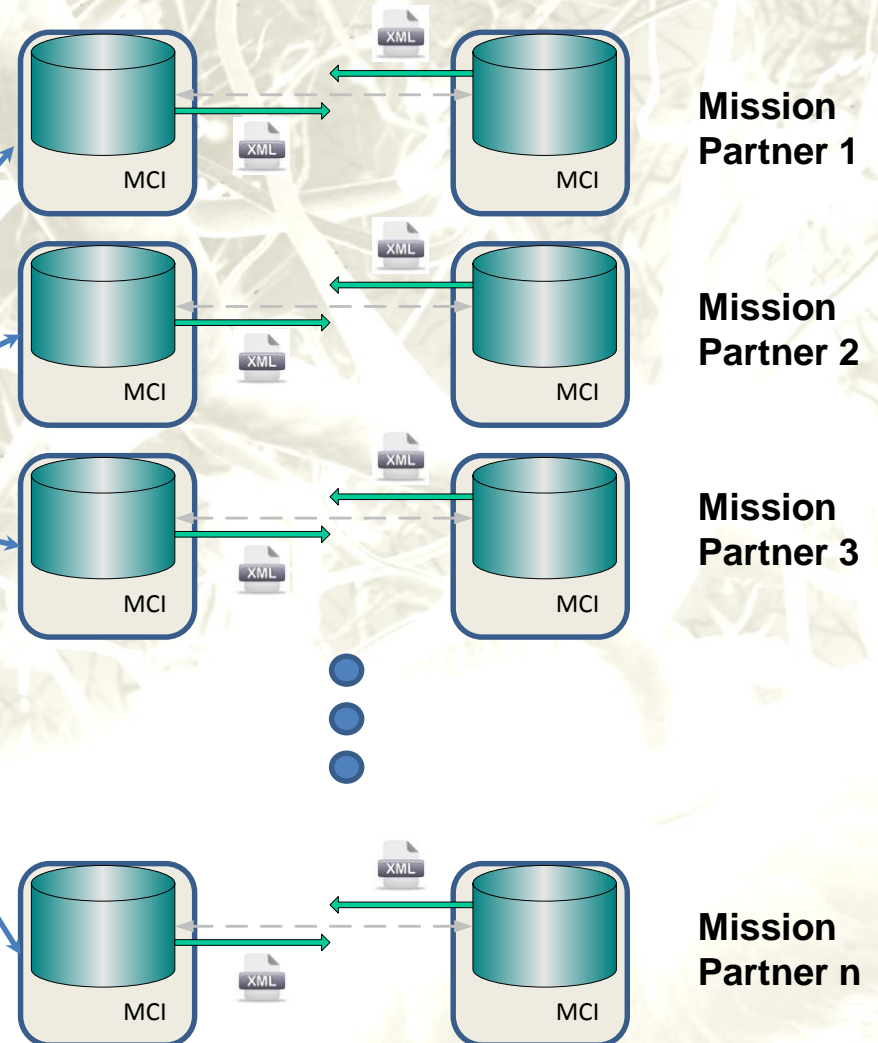 XML
XML
MCI
MCI
Mission
Partner 1
XML
XML
MCI
MCI
Mission
Partner 2
XML
XML
MCI
MCI
Mission
Partner 3
XML
XML
MCI
MCI
Mission
Partner n